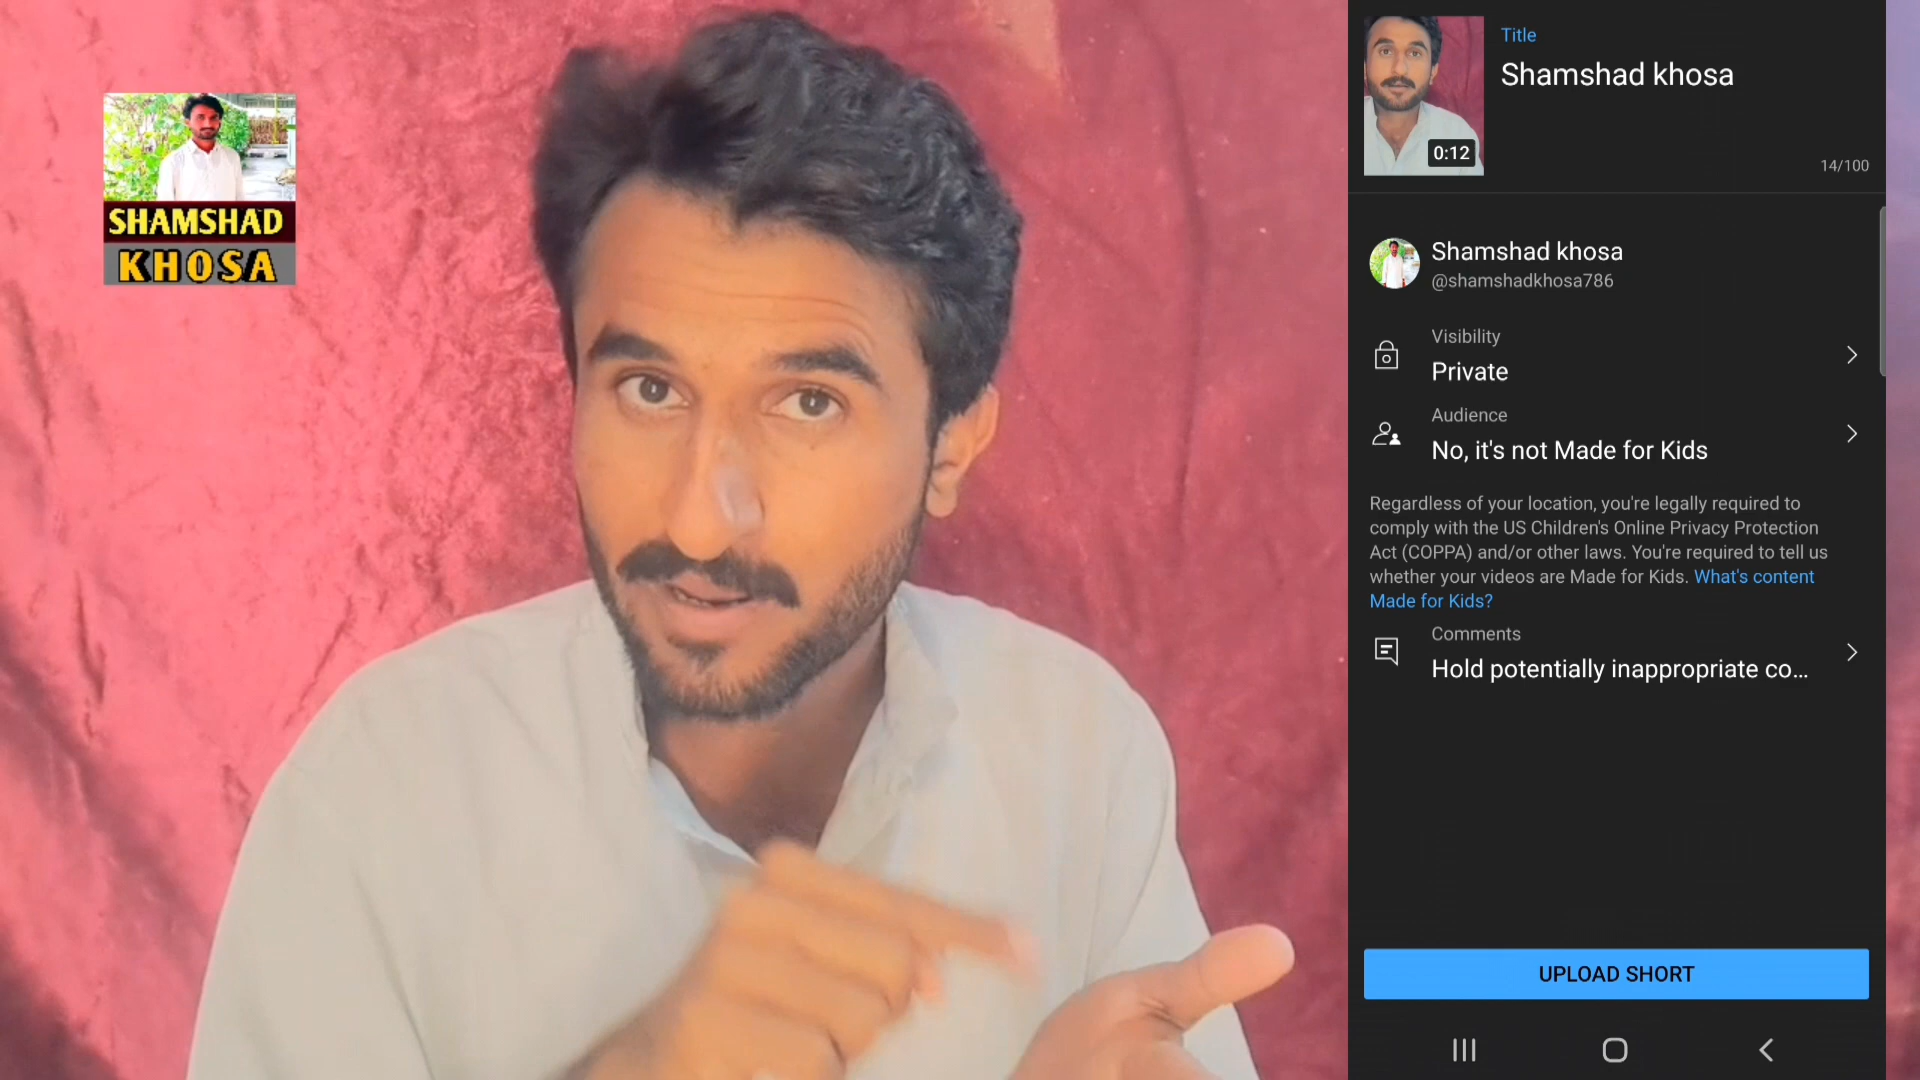 SHAMSHAD
KHOSA
Title
Shamshad khosa
0:12
14/100
Shamshad khosa
@shamshadkhosa786
Visibility
Private
Audience
No, it's not Made for Kids
Regardless of your location, you're legally required to
comply with the US Children's Online Privacy Protection
Act (COPPA) and/or other laws. You're required to tell us
whether your videos are Made for Kids. What's content
Made for Kids?
Comments
Hold potentially inappropriate co...
UPLOAD SHORT